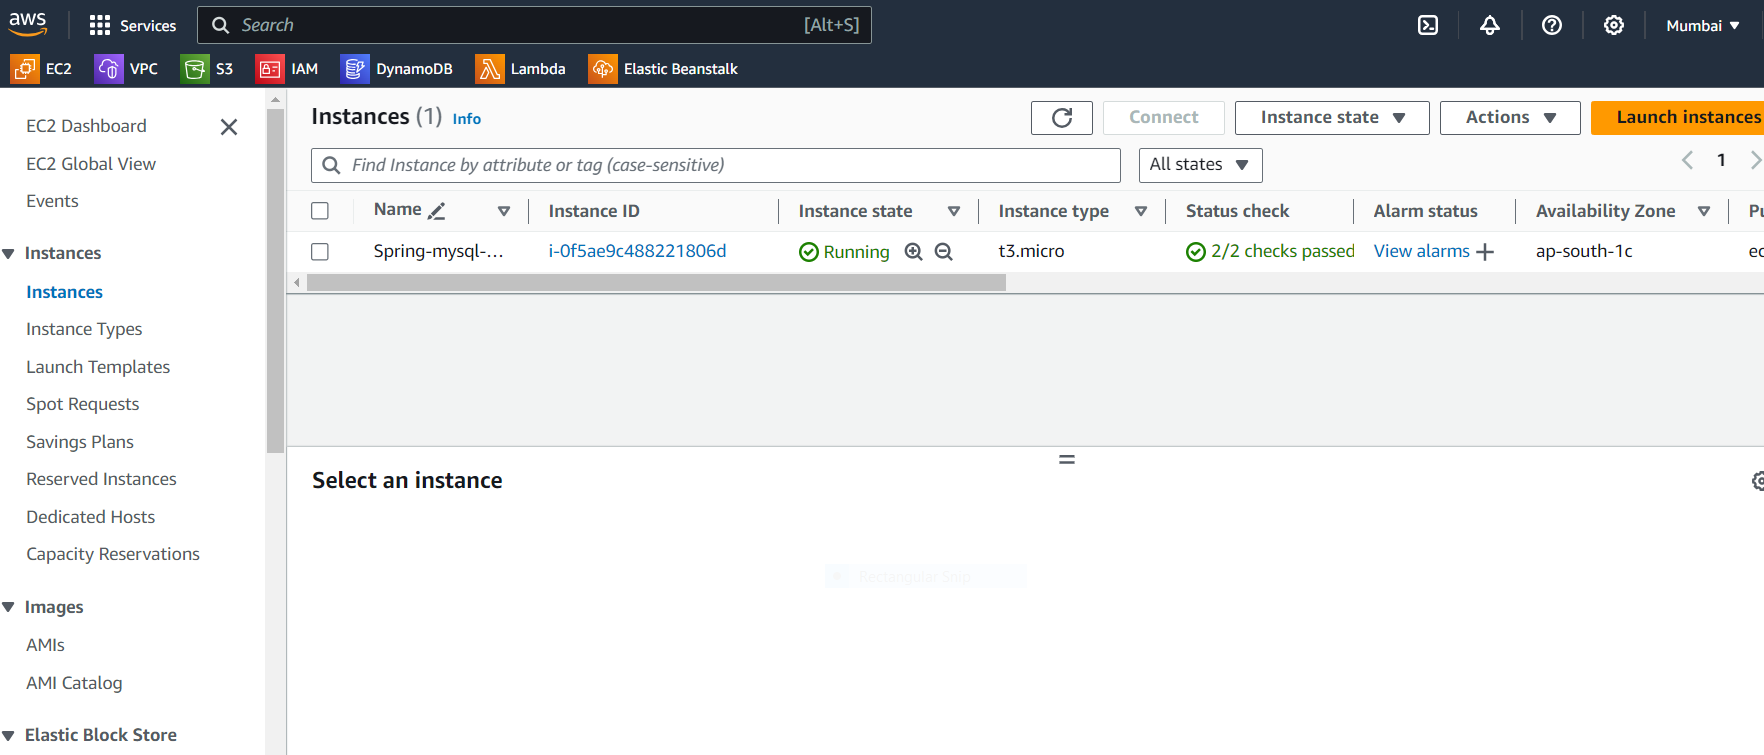 aws Services Search [Alt+S] Mumbai
EC2 VPC S3 IAM DynamoDB Lambda Elastic Beanstalk
EC2 Dashboard
EC2 Global View
Events
Instances
Instances
Instance Types
Launch Templates
Spot Requests
Savings Plans
Reserved Instances
Dedicated Hosts
Capacity Reservations
Images
AMIs
AMI Catalog
Elastic Block Store
Instances (1) Info Connect Instance state Actions Launch instances
Find Instance by attribute or tag (case-sensitive) All states 1
Name Instance ID Instance state Instance type Status check Alarm status Availability Zone
Spring-mysql-... i-0f5ae9c488221806d Running t3.micro 2/2 checks passed View alarms ap-south-1c
Select an instance
Rectangular Snip